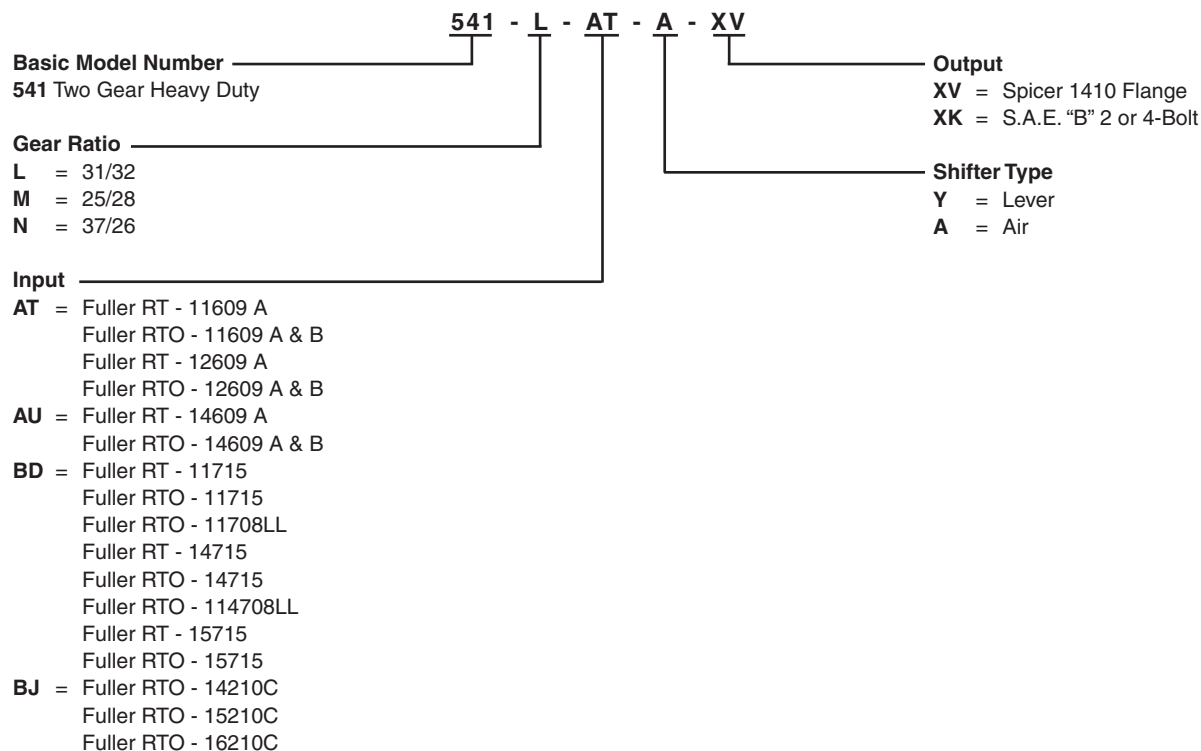 541 - L - AT - A - XV
Basic Model Number
541 Two Gear Heavy Duty
Gear Ratio
L = 31/32
M = 25/28
N = 37/26
Input
AT = Fuller RT - 11609 A
Fuller RTO - 11609 A & B
Fuller RT - 12609 A
Fuller RTO - 12609 A & B
AU = Fuller RT - 14609 A
Fuller RTO - 14609 A & B
BD = Fuller RT - 11715
Fuller RTO - 11715
Fuller RTO - 11708LL
Fuller RT - 14715
Fuller RTO - 14715
Fuller RTO - 114708LL
Fuller RT - 15715
Fuller RTO - 15715
BJ = Fuller RTO - 14210C
Fuller RTO - 15210C
Fuller RTO - 16210C
Output
XV = Spicer 1410 Flange
XK = S.A.E. “B” 2 or 4-Bolt
Shifter Type
Y = Lever
A = Air